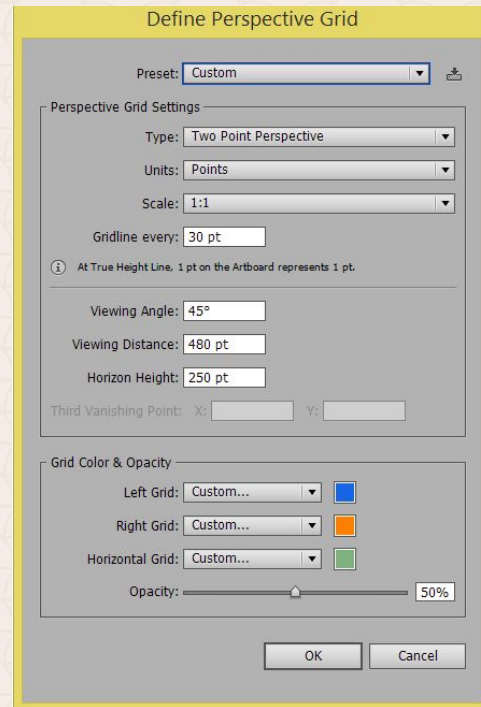 Define Perspective Grid
Preset: Custom
Perspective Grid Settings
Type: Two Point Perspective
Units: Points
Scale: 1:1
Gridline every: 30 pt
i At True Height Line, 1 pt on the Artboard represents 1 pt.
Viewing Angle: 45°
Viewing Distance: 480 pt
Horizon Height: 250 pt
Third Vanishing Point: X: Y:
Grid Color & Opacity
Left Grid: Custom...
Right Grid: Custom...
Horizontal Grid: Custom...
Opacity: 50%
OK Cancel